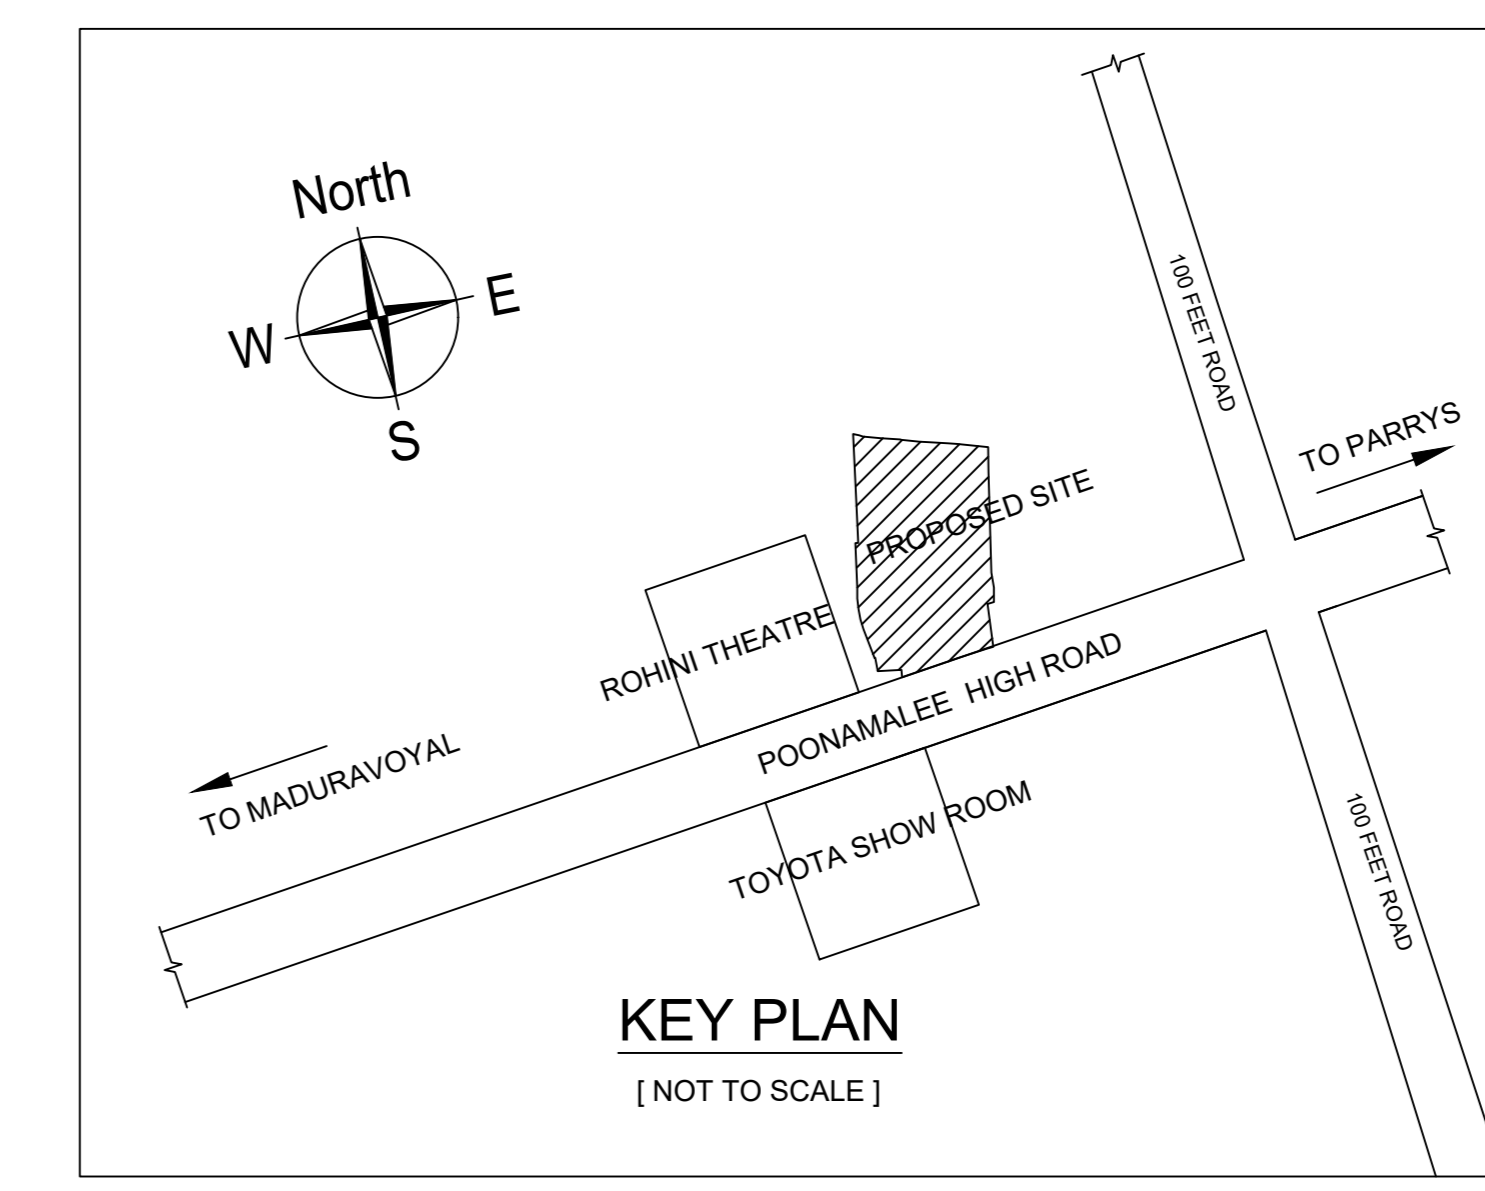 North
E
W
S
100 FEET ROAD
TO PARRYS
PROPOSED SITE
ROHINI THEATRE
POONAMALEE HIGH ROAD
TO MADURAVOYAL
TOYOTA SHOW ROOM
100 FEET ROAD
KEY PLAN
[ NOT TO SCALE ]